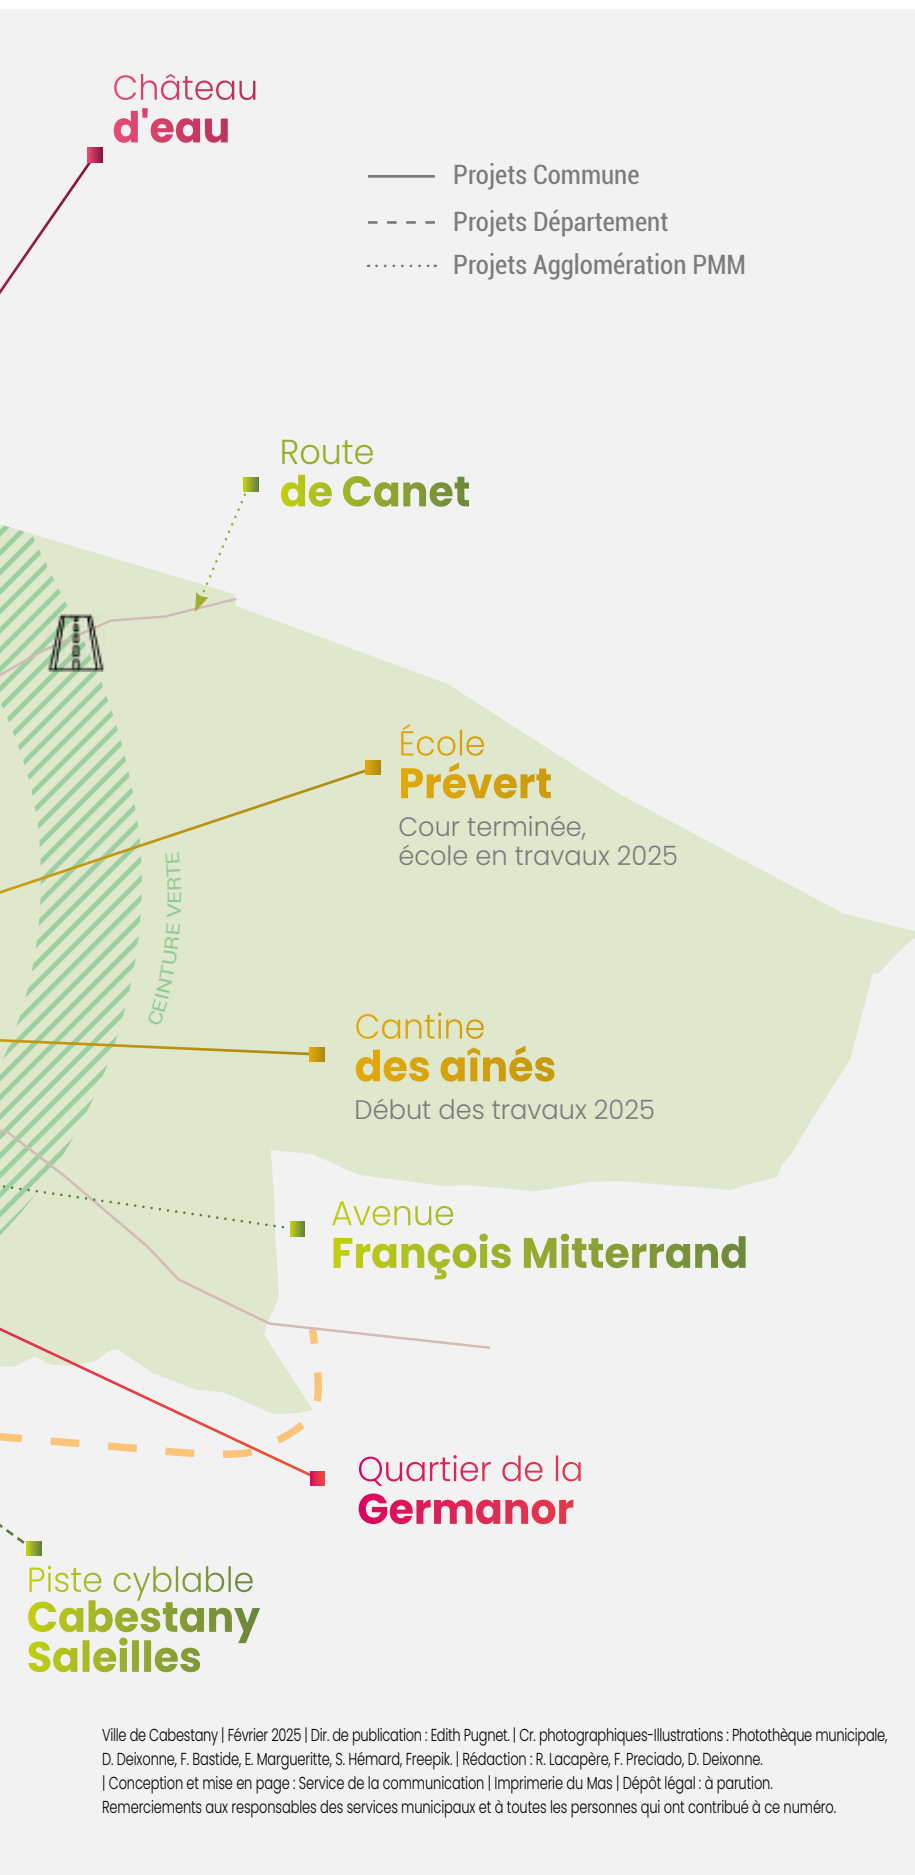 Château
d'eau
Projets Commune
Projets Département
Projets Agglomération PMM
Route
de Canet
École
Prévert
Cour terminée,
école en travaux 2025
CEINTURE VERTE
Cantine
des aînés
Début des travaux 2025
Avenue
François Mitterrand
Quartier de la
Germanor
Piste cyblable
Cabestany
Saleilles
Ville de Cabestany | Février 2025 | Dir. de publication : Edith Pugnet. | Cr. photographiques-Illustrations : Photothèque municipale,
D. Deixonne, F. Bastide, E. Margueritte, S. Hémard, Freepik. | Rédaction : R. Lacapère, F. Preciado, D. Deixonne.
| Conception et mise en page : Service de la communication | Imprimerie du Mas | Dépôt légal : à parution.
Remerciements aux responsables des services municipaux et à toutes les personnes qui ont contribué à ce numéro.